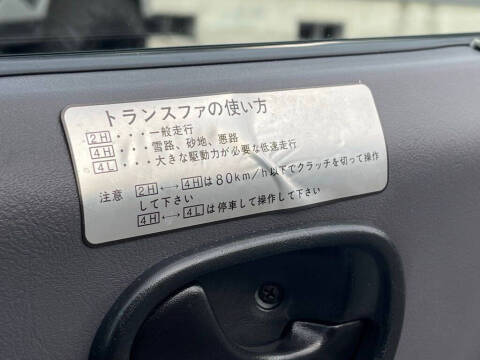 トランスファの使い方
2H・・・一般走行
4H・・・雪路、砂地、悪路
4L・・・大きな駆動力が必要な低速走行
注意 2H←→4Hは80km/h以下でクラッチを切って操作
して下さい
4H←→4Lは停車して操作して下さい